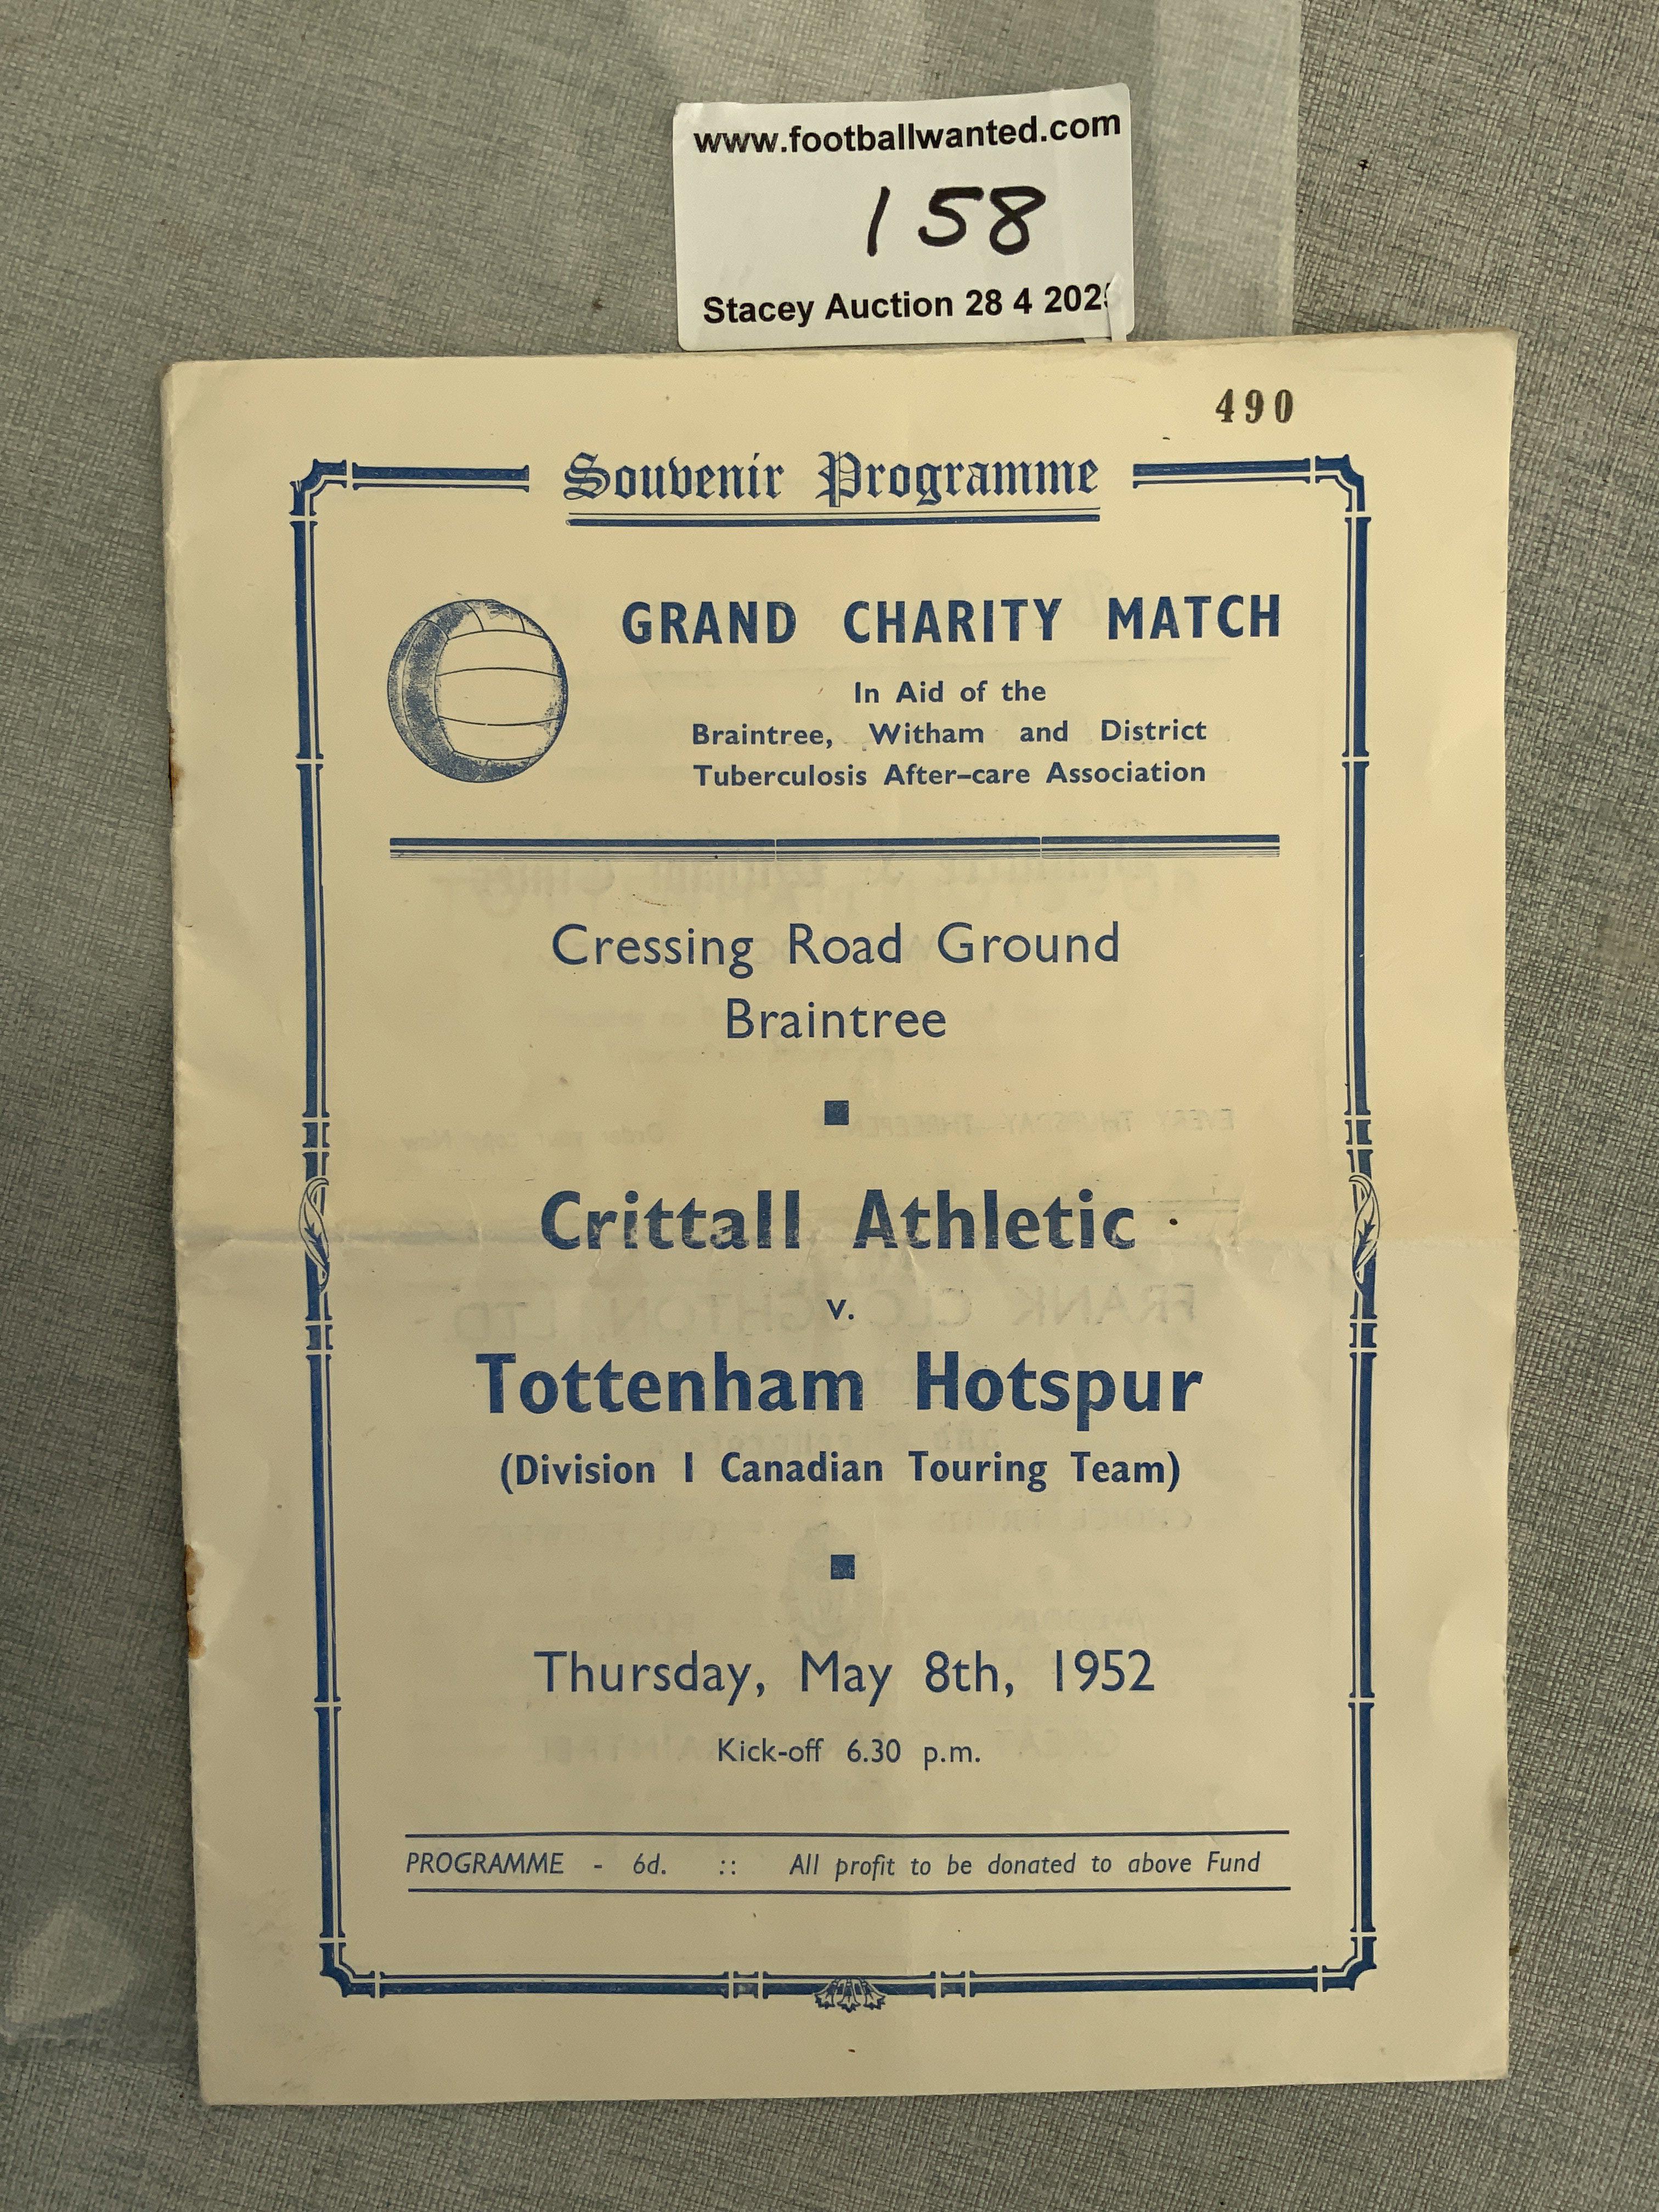 www.footballwanted.com
158
Stacey Auction 28 4 2025
490
Souvenir Programme
GRAND CHARITY MATCH
In Aid of the
Braintree, Witham and District
Tuberculosis After-care Association
Cressing Road Ground
Braintree
Crittall Athletic
v.
Tottenham Hotspur
(Division 1 Canadian Touring Team)
Thursday, May 8th, 1952
Kick-off 6.30 p.m.
PROGRAMME - 6d. :: All profit to be donated to above Fund